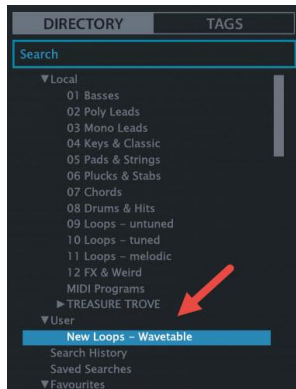 DIRECTORY TAGS
Search
▼Local
01 Basses
02 Poly Leads
03 Mono Leads
04 Keys & Classic
05 Pads & Strings
06 Plucks & Stabs
07 Chords
08 Drums & Hits
09 Loops – untuned
10 Loops – tuned
11 Loops – melodic
12 FX & Weird
MIDI Programs
▶TREASURE TROVE
▼User
New Loops – Wavetable
Search History
Saved Searches
▼Favourites